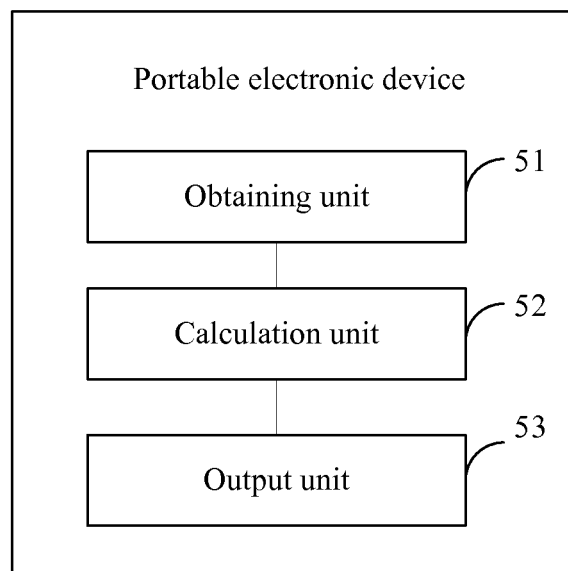 Portable electronic device
51
Obtaining unit
52
Calculation unit
53
Output unit